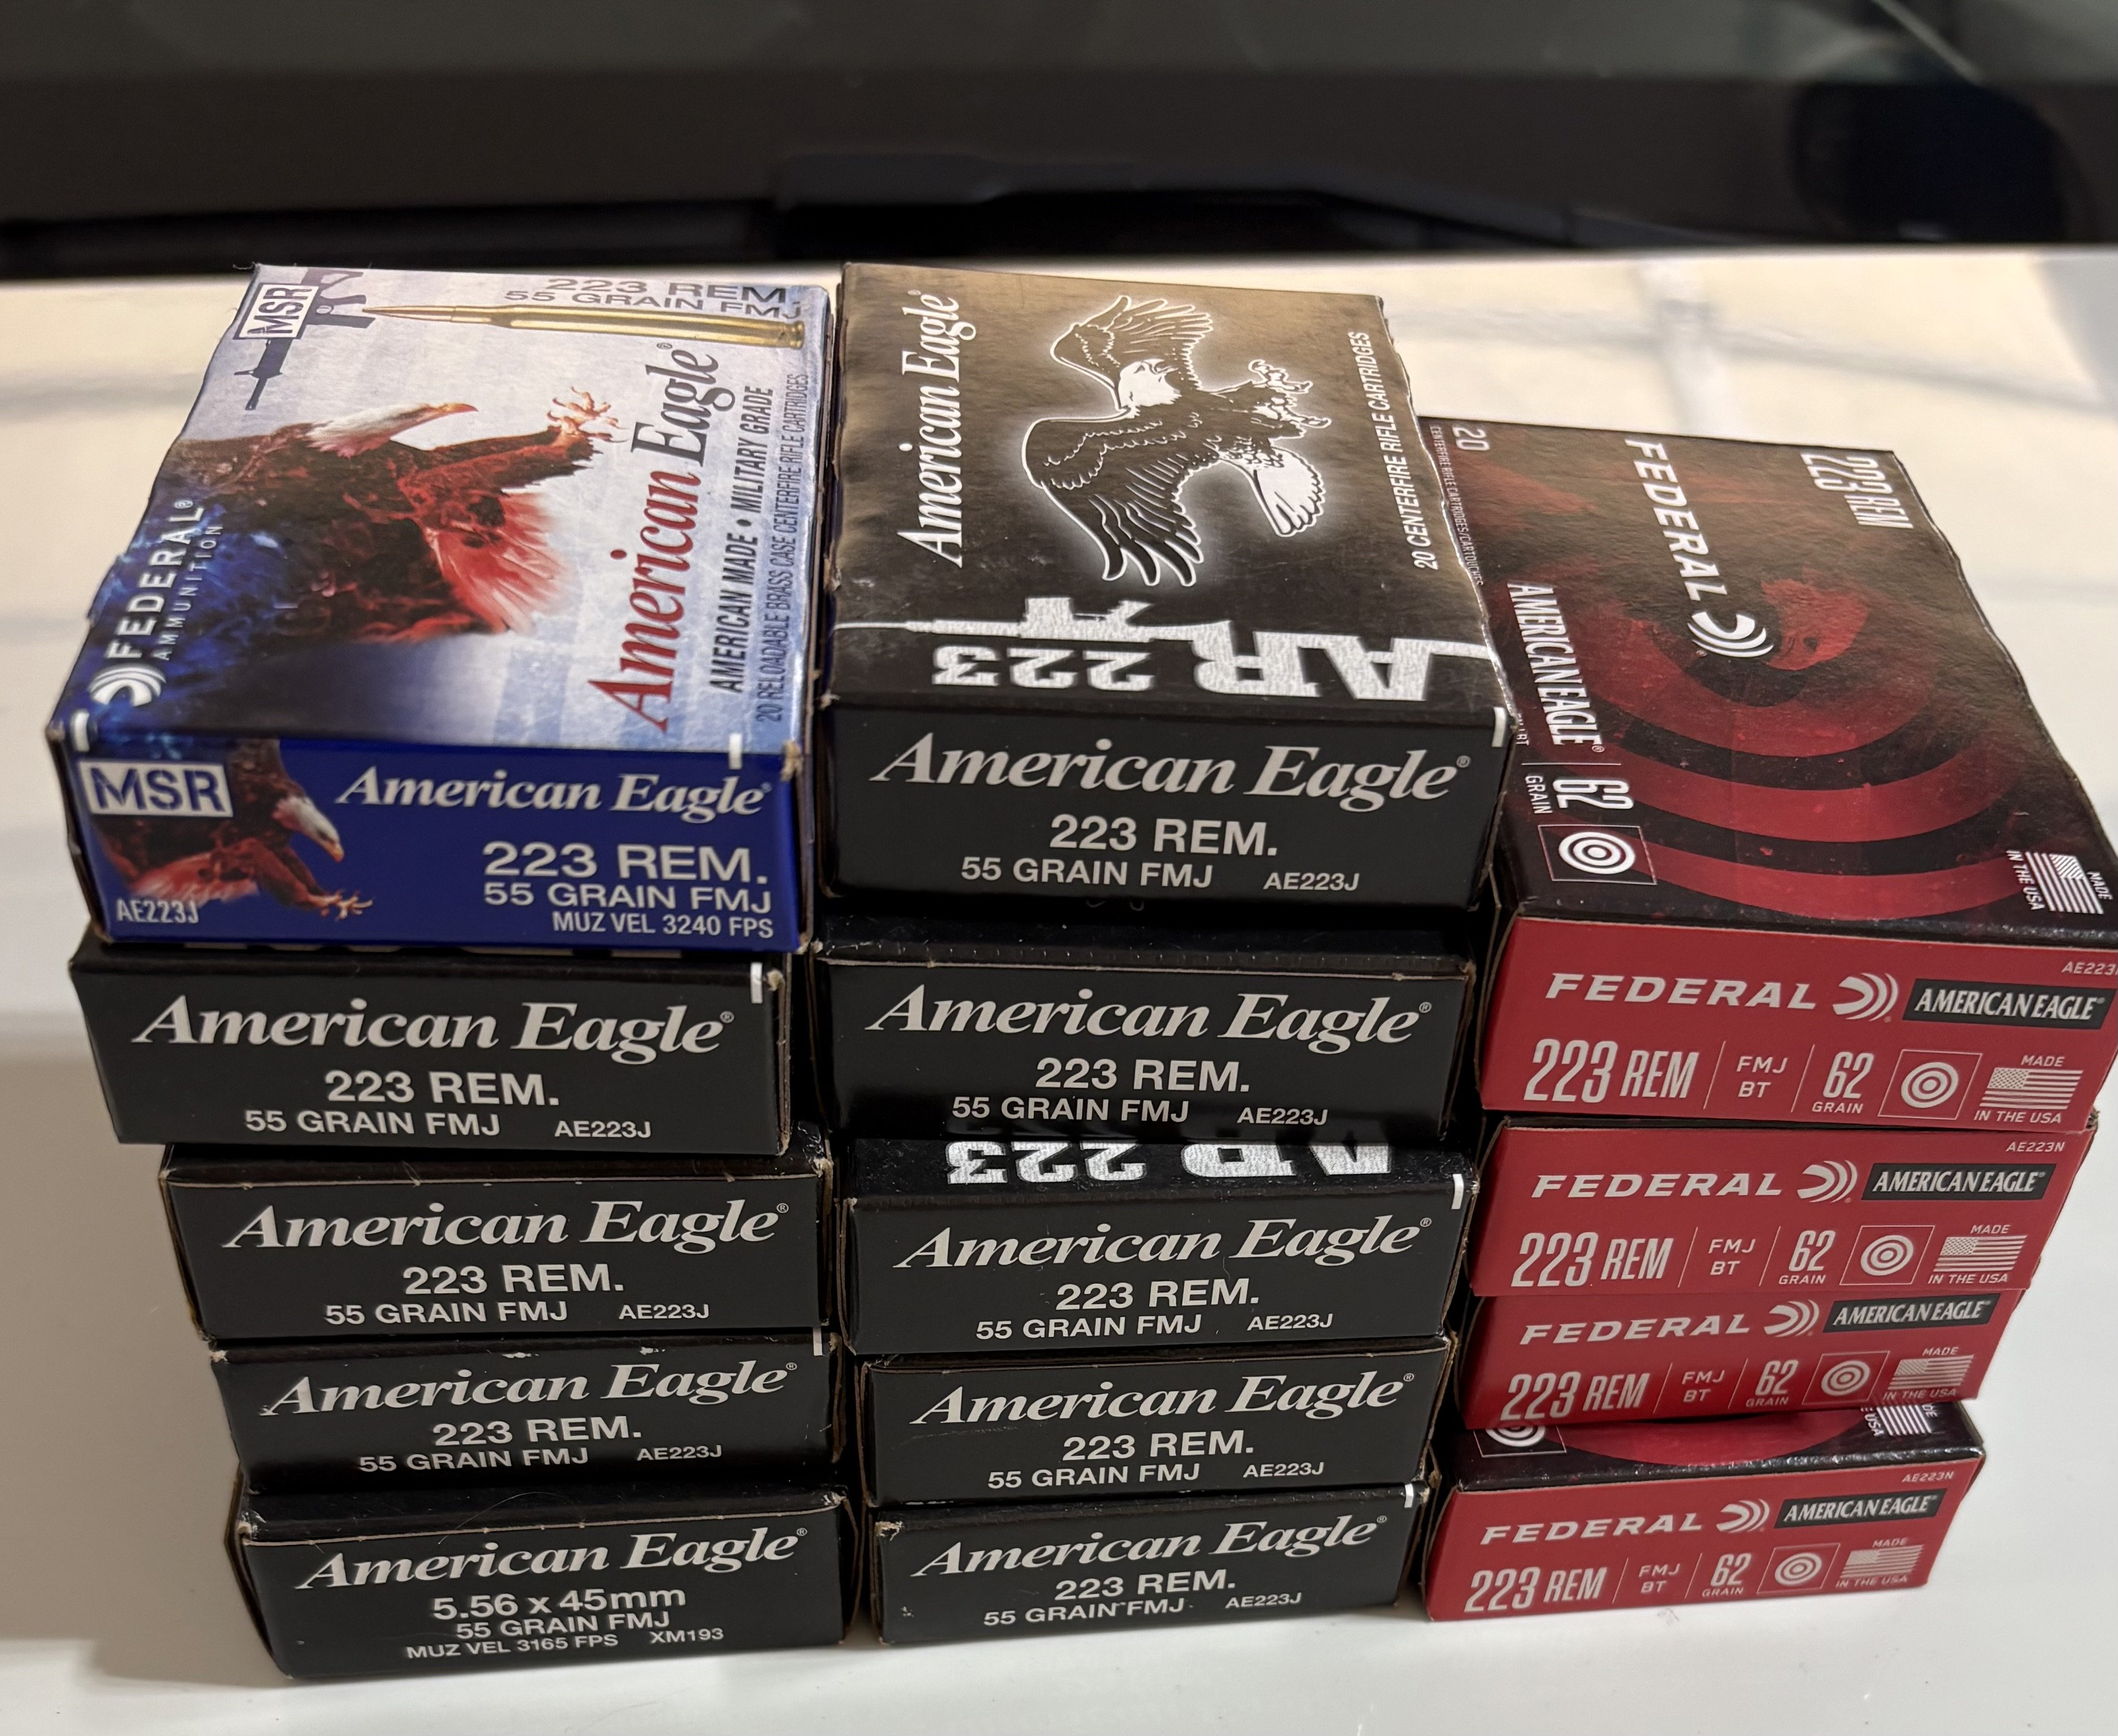 MSR
223 REM.
55 GRAIN FMJ
American Eagle®
AMERICAN MADE • MILITARY GRADE
20 RELOADABLE BRASS CASE CENTERFIRE RIFLE CARTRIDGES
FEDERAL®
AMMUNITION
MSR
American Eagle®
223 REM.
55 GRAIN FMJ
MUZ VEL 3240 FPS
AE223J
American Eagle®
223 REM.
55 GRAIN FMJ AE223J
American Eagle®
223 REM.
55 GRAIN FMJ AE223J
American Eagle®
223 REM.
55 GRAIN FMJ AE223J
American Eagle®
5.56 x 45mm
55 GRAIN FMJ
MUZ VEL 3165 FPS XM193
American Eagle®
20 CENTERFIRE RIFLE CARTRIDGES
AR 223
American Eagle®
223 REM.
55 GRAIN FMJ AE223J
American Eagle®
223 REM.
55 GRAIN FMJ AE223J
AR 223
American Eagle®
223 REM.
55 GRAIN FMJ AE223J
American Eagle®
223 REM.
55 GRAIN FMJ AE223J
American Eagle®
223 REM.
55 GRAIN FMJ AE223J
20
CENTERFIRE RIFLE CARTRIDGES/CARTOUCHES
223 REM
FEDERAL
AMERICAN EAGLE®
62
GRAIN
MADE
IN THE USA
AE223N
FEDERAL AMERICAN EAGLE®
223 REM FMJ BT 62 GRAIN MADE IN THE USA
AE223N
FEDERAL AMERICAN EAGLE®
223 REM FMJ BT 62 GRAIN MADE IN THE USA
FEDERAL AMERICAN EAGLE®
223 REM FMJ BT 62 GRAIN MADE IN THE USA
AE223N
FEDERAL AMERICAN EAGLE®
223 REM FMJ BT 62 GRAIN MADE IN THE USA